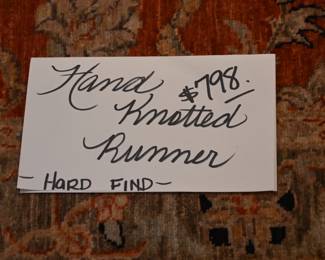 Hand $798.
Knotted
Runner
- HARD FIND -